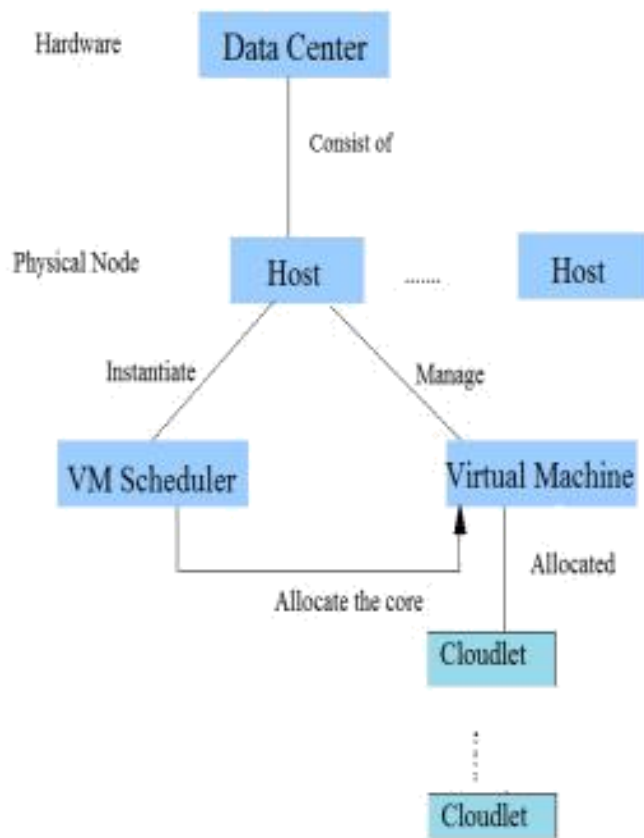 Hardware
Data Center
Consist of
Physical Node
Host
.......
Host
Instantiate
Manage
VM Scheduler
Virtual Machine
Allocated
Allocate the core
Cloudlet
Cloudlet